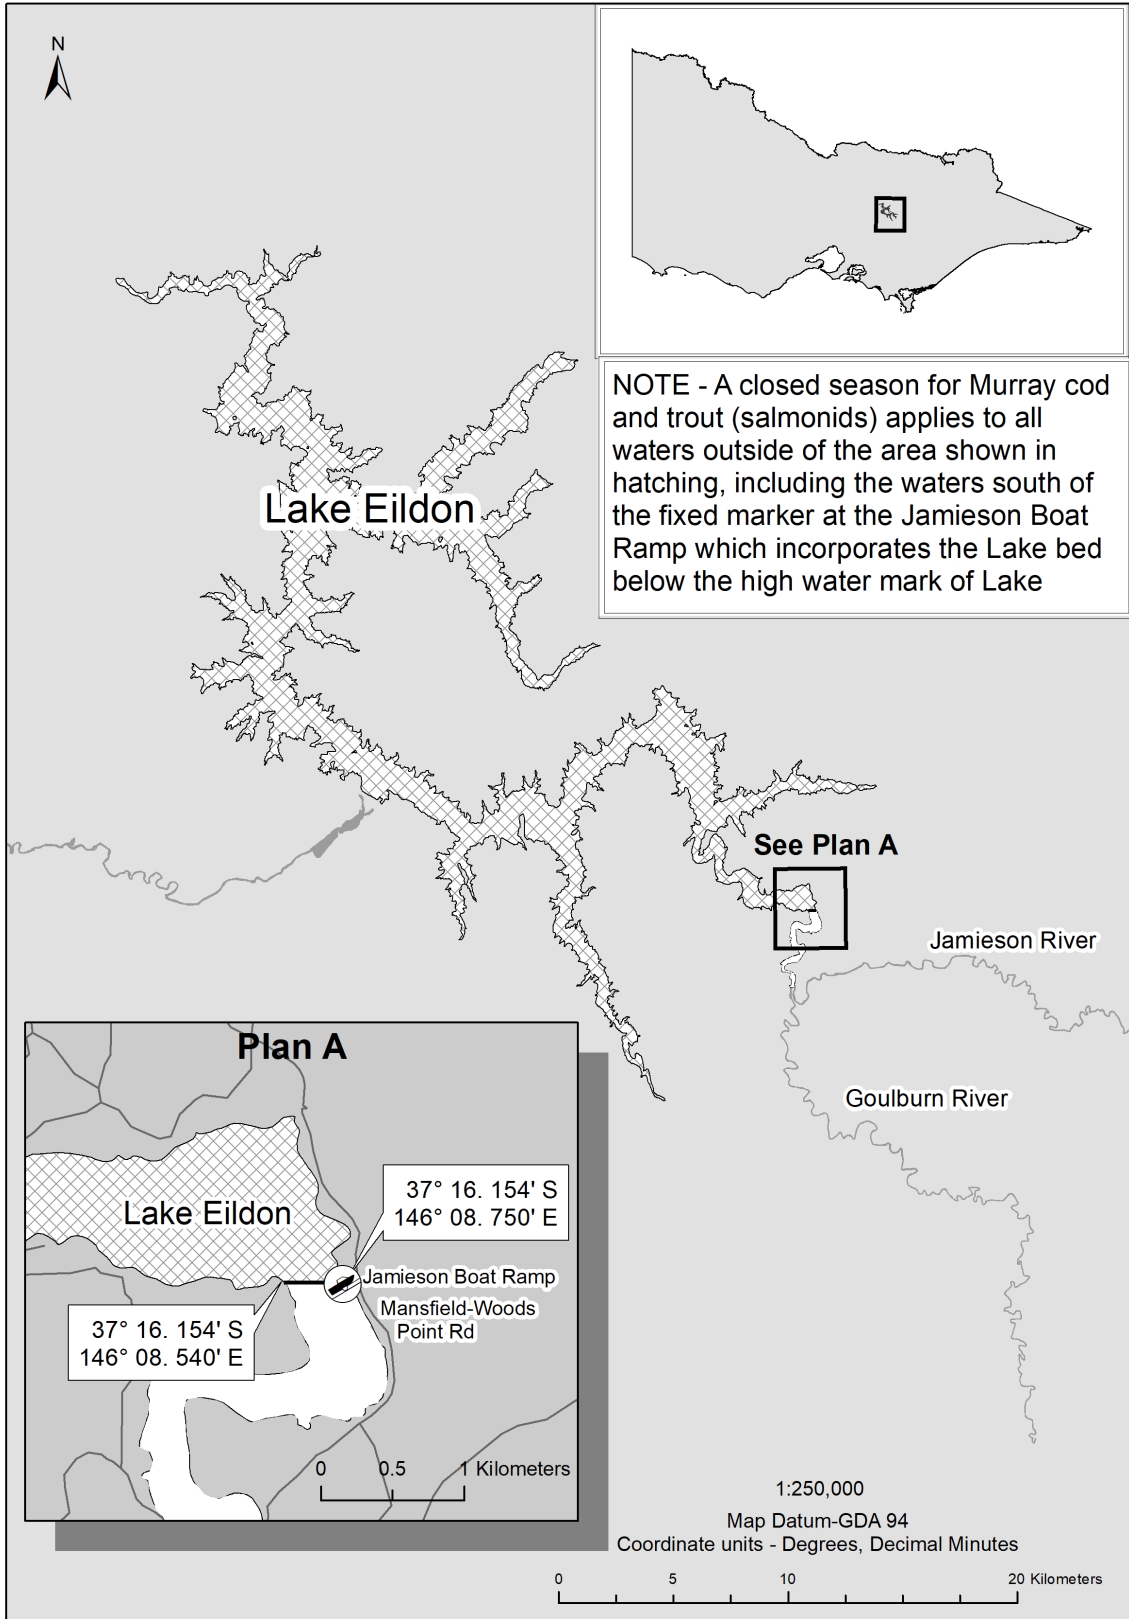 N
NOTE - A closed season for Murray cod
and trout (salmonids) applies to all
waters outside of the area shown in
hatching, including the waters south of
the fixed marker at the Jamieson Boat
Ramp which incorporates the Lake bed
below the high water mark of Lake
Lake Eildon
See Plan A
Jamieson River
Goulburn River
Plan A
Lake Eildon
37° 16. 154' S
146° 08. 750' E
Jamieson Boat Ramp
Mansfield-Woods
Point Rd
37° 16. 154' S
146° 08. 540' E
0 0.5 1 Kilometers
1:250,000
Map Datum-GDA 94
Coordinate units - Degrees, Decimal Minutes
0 5 10 20 Kilometers